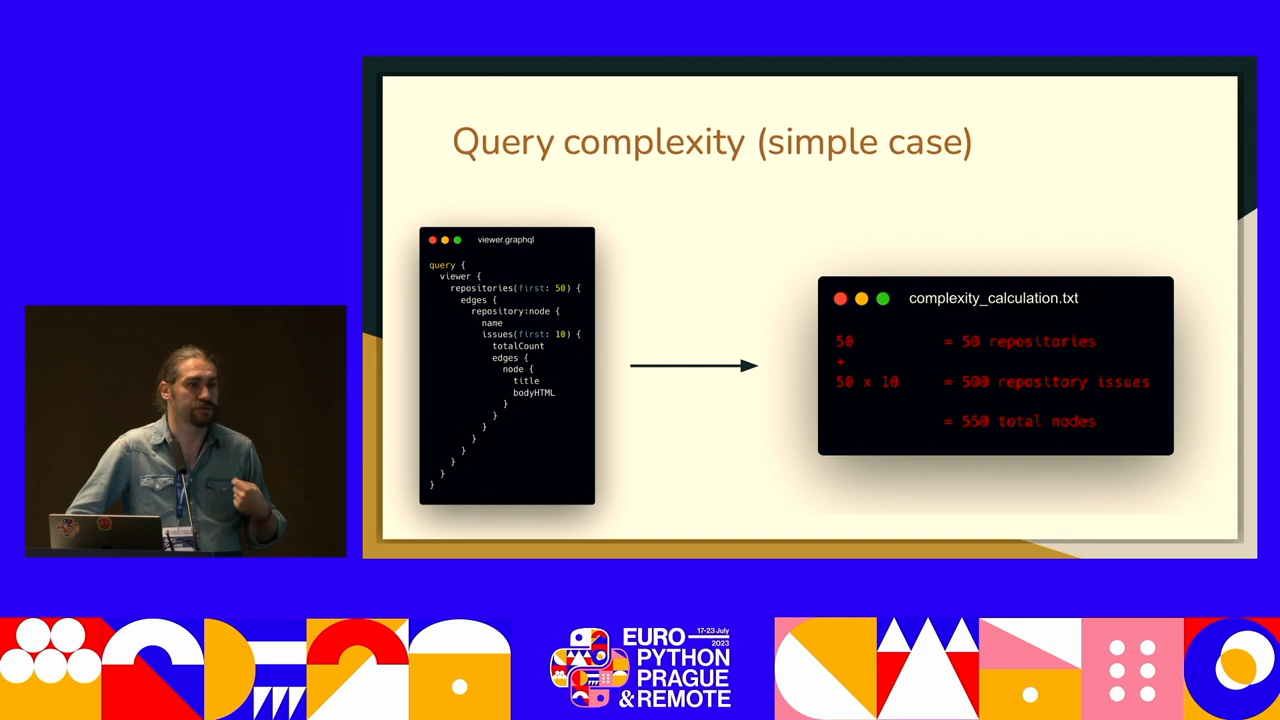 Query complexity (simple case)
viewer.graphql
query {
viewer {
repositories(first: 50) {
edges {
repository:node {
name
issues(first: 10) {
totalCount
edges {
node {
title
bodyHTML
}
}
}
}
}
}
}
}
complexity_calculation.txt
50 = 50 repositories
+
50 x 10 = 500 repository issues
= 550 total nodes
EURO 17-23 July
2023
PYTHON
PRAGUE
& REMOTE